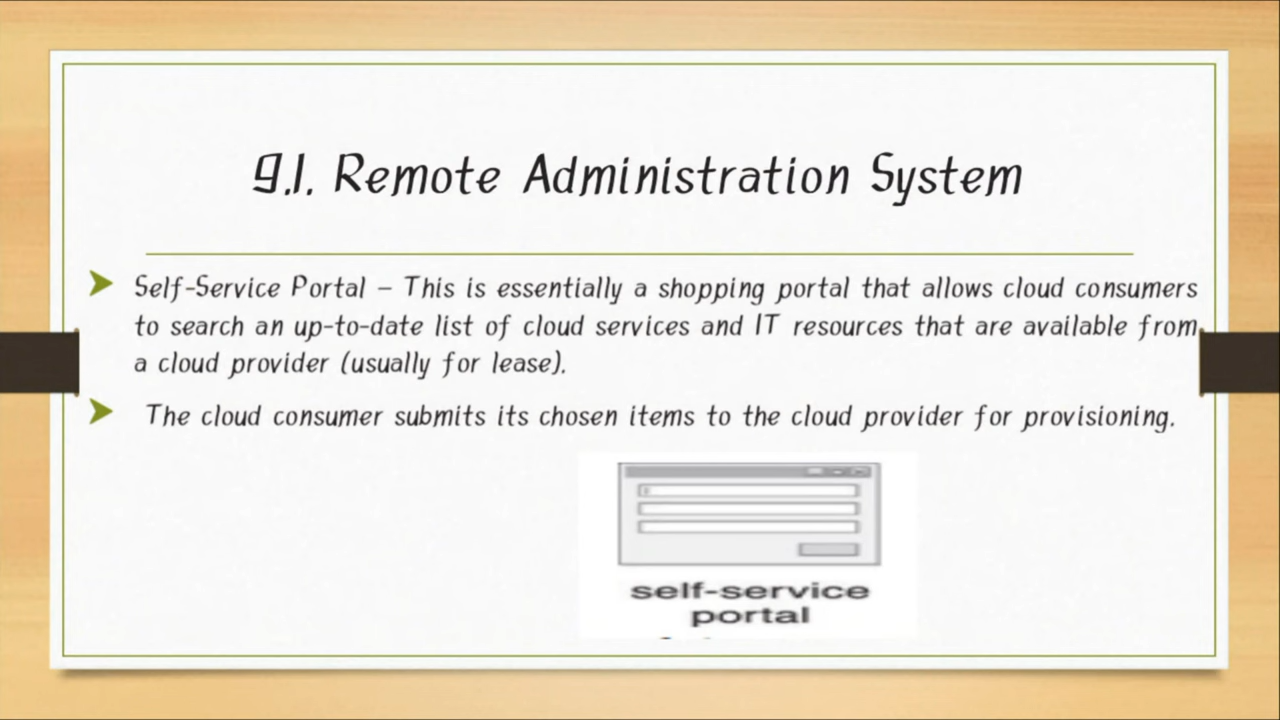 9.1. Remote Administration System
Self-Service Portal – This is essentially a shopping portal that allows cloud consumers
to search an up-to-date list of cloud services and IT resources that are available from
a cloud provider (usually for lease).
The cloud consumer submits its chosen items to the cloud provider for provisioning.
self-service
portal